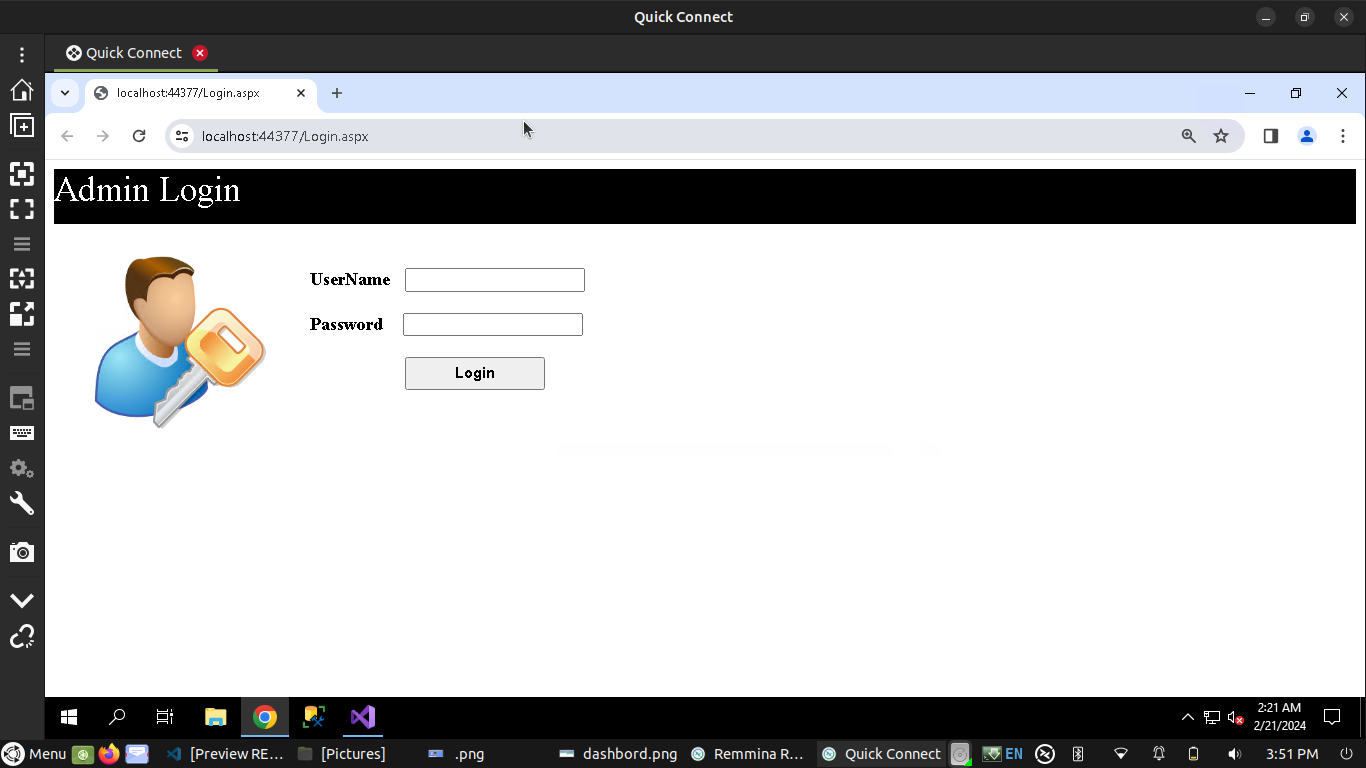 Quick Connect
Quick Connect
localhost:44377/Login.aspx
localhost:44377/Login.aspx
Admin Login
UserName
Password
Login
2:21 AM
2/21/2024
Menu
[Preview RE...
[Pictures]
.png
dashbord.png
Remmina R...
Quick Connect
EN
3:51 PM